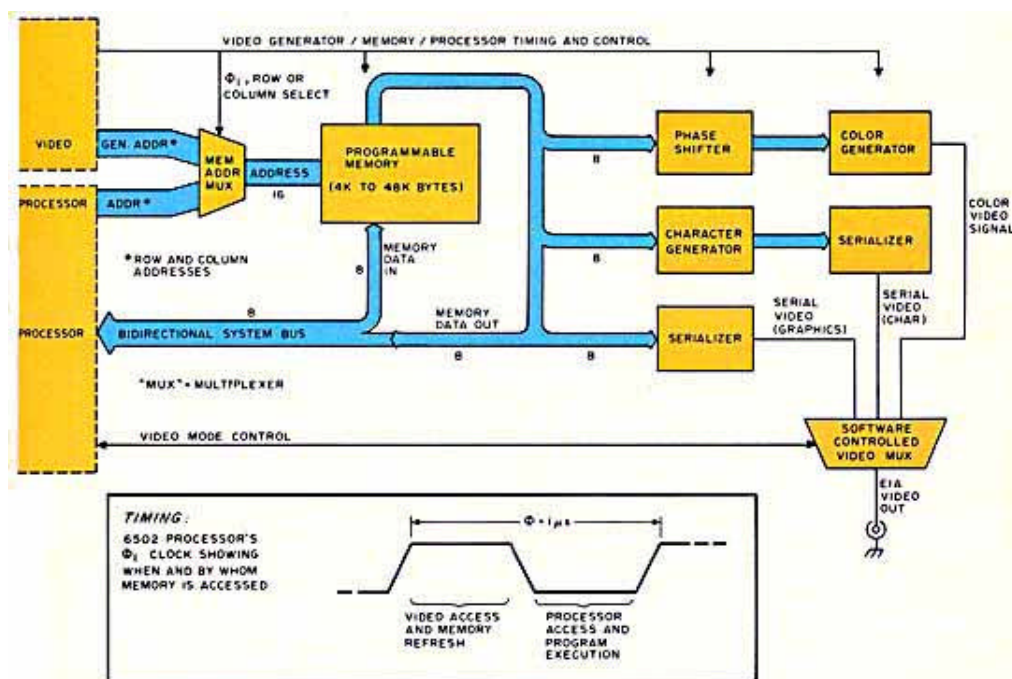 VIDEO GENERATOR / MEMORY / PROCESSOR TIMING AND CONTROL
Φ1, ROW OR
COLUMN SELECT
VIDEO
GEN. ADDR*
MEM
ADDR
MUX
ADDRESS
16
PROGRAMMABLE
MEMORY
(4K TO 48K BYTES)
8
PHASE
SHIFTER
COLOR
GENERATOR
PROCESSOR
ADDR*
COLOR
VIDEO
SIGNAL
* ROW AND COLUMN
ADDRESSES
MEMORY
DATA
IN
8
CHARACTER
GENERATOR
8
SERIALIZER
PROCESSOR
8
BIDIRECTIONAL SYSTEM BUS
MEMORY
DATA OUT
8
8
SERIALIZER
SERIAL
VIDEO
(GRAPHICS)
SERIAL
VIDEO
(CHAR)
"MUX" = MULTIPLEXER
VIDEO MODE CONTROL
SOFTWARE
CONTROLLED
VIDEO MUX
EIA
VIDEO
OUT
TIMING:
6502 PROCESSOR'S
Φ1 CLOCK SHOWING
WHEN AND BY WHOM
MEMORY IS ACCESSED
Φ = 1 μs
VIDEO ACCESS
AND MEMORY
REFRESH
PROCESSOR
ACCESS AND
PROGRAM
EXECUTION